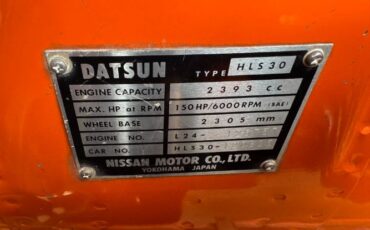 DATSUN TYPE HLS30
ENGINE CAPACITY 2393 cc
MAX. HP at RPM 150HP/6000RPM (SAE)
WHEEL BASE 2305 mm
ENGINE NO. L24-
CAR NO. HLS30-
NISSAN MOTOR CO., LTD.
YOKOHAMA JAPAN